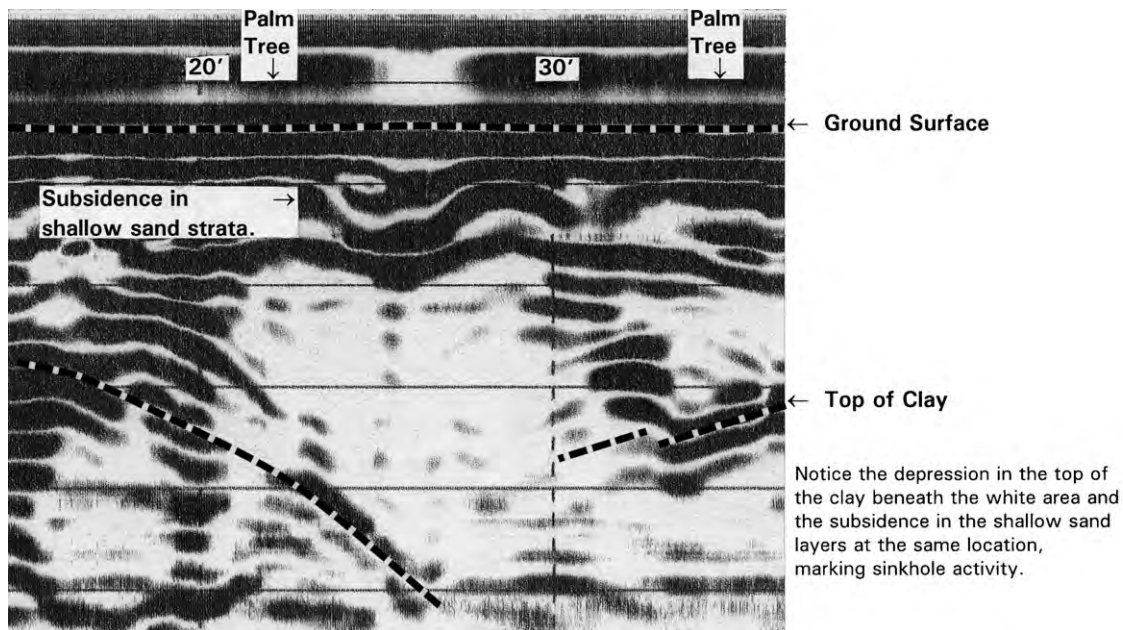 Palm
Tree
↓
Palm
Tree
↓
20'
30'
← Ground Surface
Subsidence in →
shallow sand strata.
← Top of Clay
Notice the depression in the top of
the clay beneath the white area and
the subsidence in the shallow sand
layers at the same location,
marking sinkhole activity.